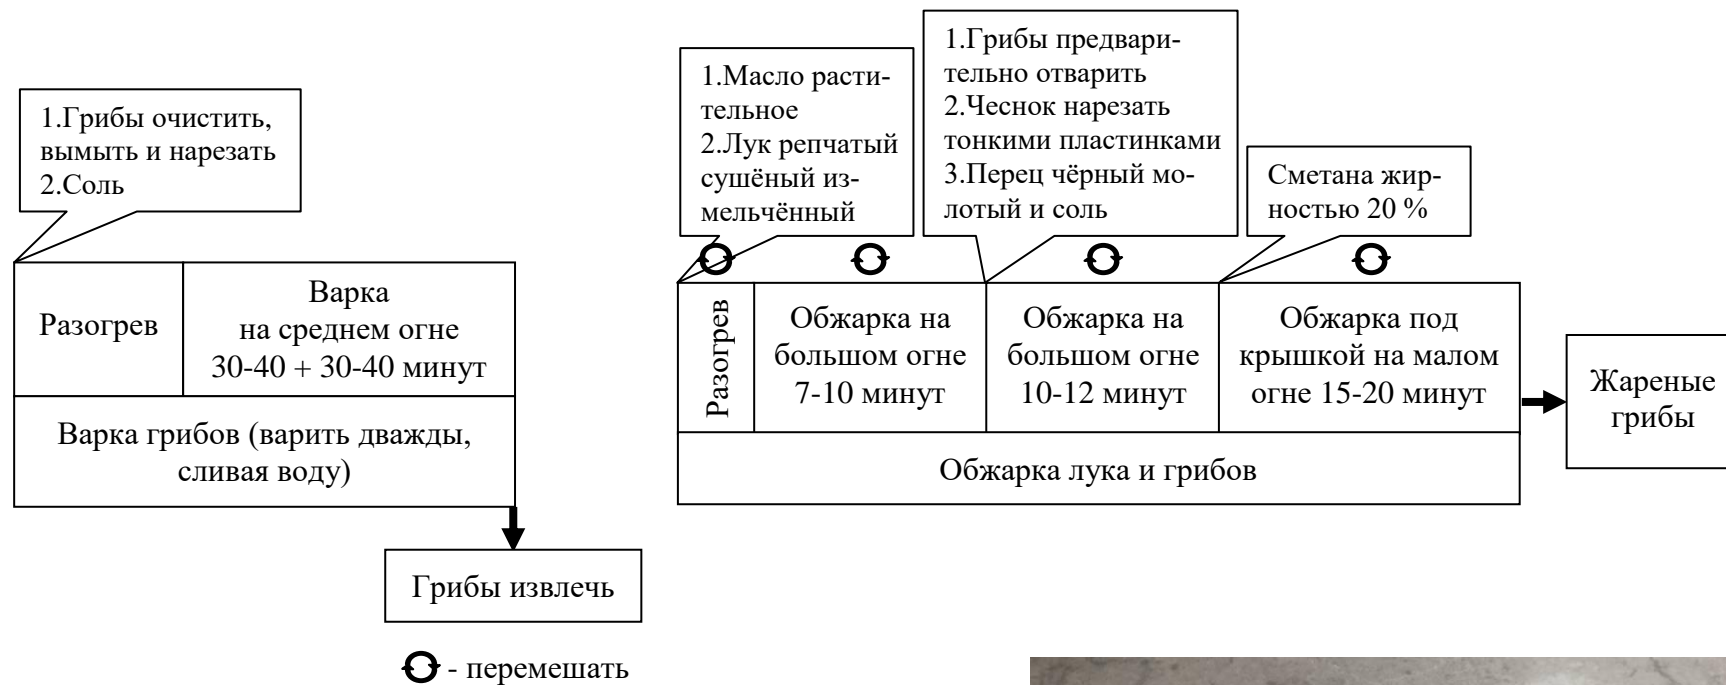 1.Грибы очистить,
вымыть и нарезать
2.Соль
Разогрев
Варка
на среднем огне
30-40 + 30-40 минут
Варка грибов (варить дважды,
сливая воду)
Грибы извлечь
- перемешать
1.Масло расти-
тельное
2.Лук репчатый
сушёный из-
мельчённый
1.Грибы предвари-
тельно отварить
2.Чеснок нарезать
тонкими пластинками
3.Перец чёрный мо-
лотый и соль
Сметана жир-
ностью 20 %
Разогрев
Обжарка на
большом огне
7-10 минут
Обжарка на
большом огне
10-12 минут
Обжарка под
крышкой на малом
огне 15-20 минут
Обжарка лука и грибов
Жареные
грибы